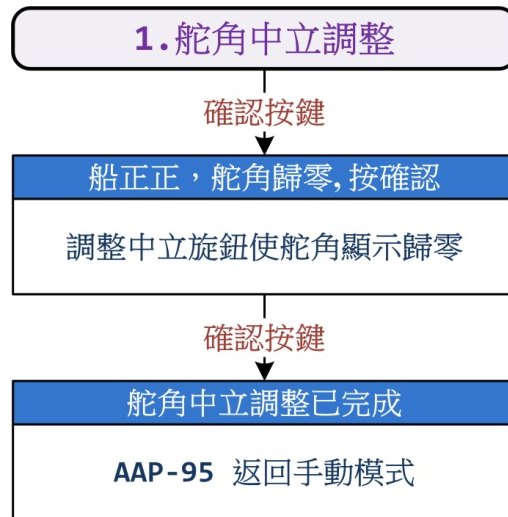 1.舵角中立調整
確認按鍵
船正正，舵角歸零,按確認
調整中立旋鈕使舵角顯示歸零
確認按鍵
舵角中立調整已完成
AAP-95 返回手動模式